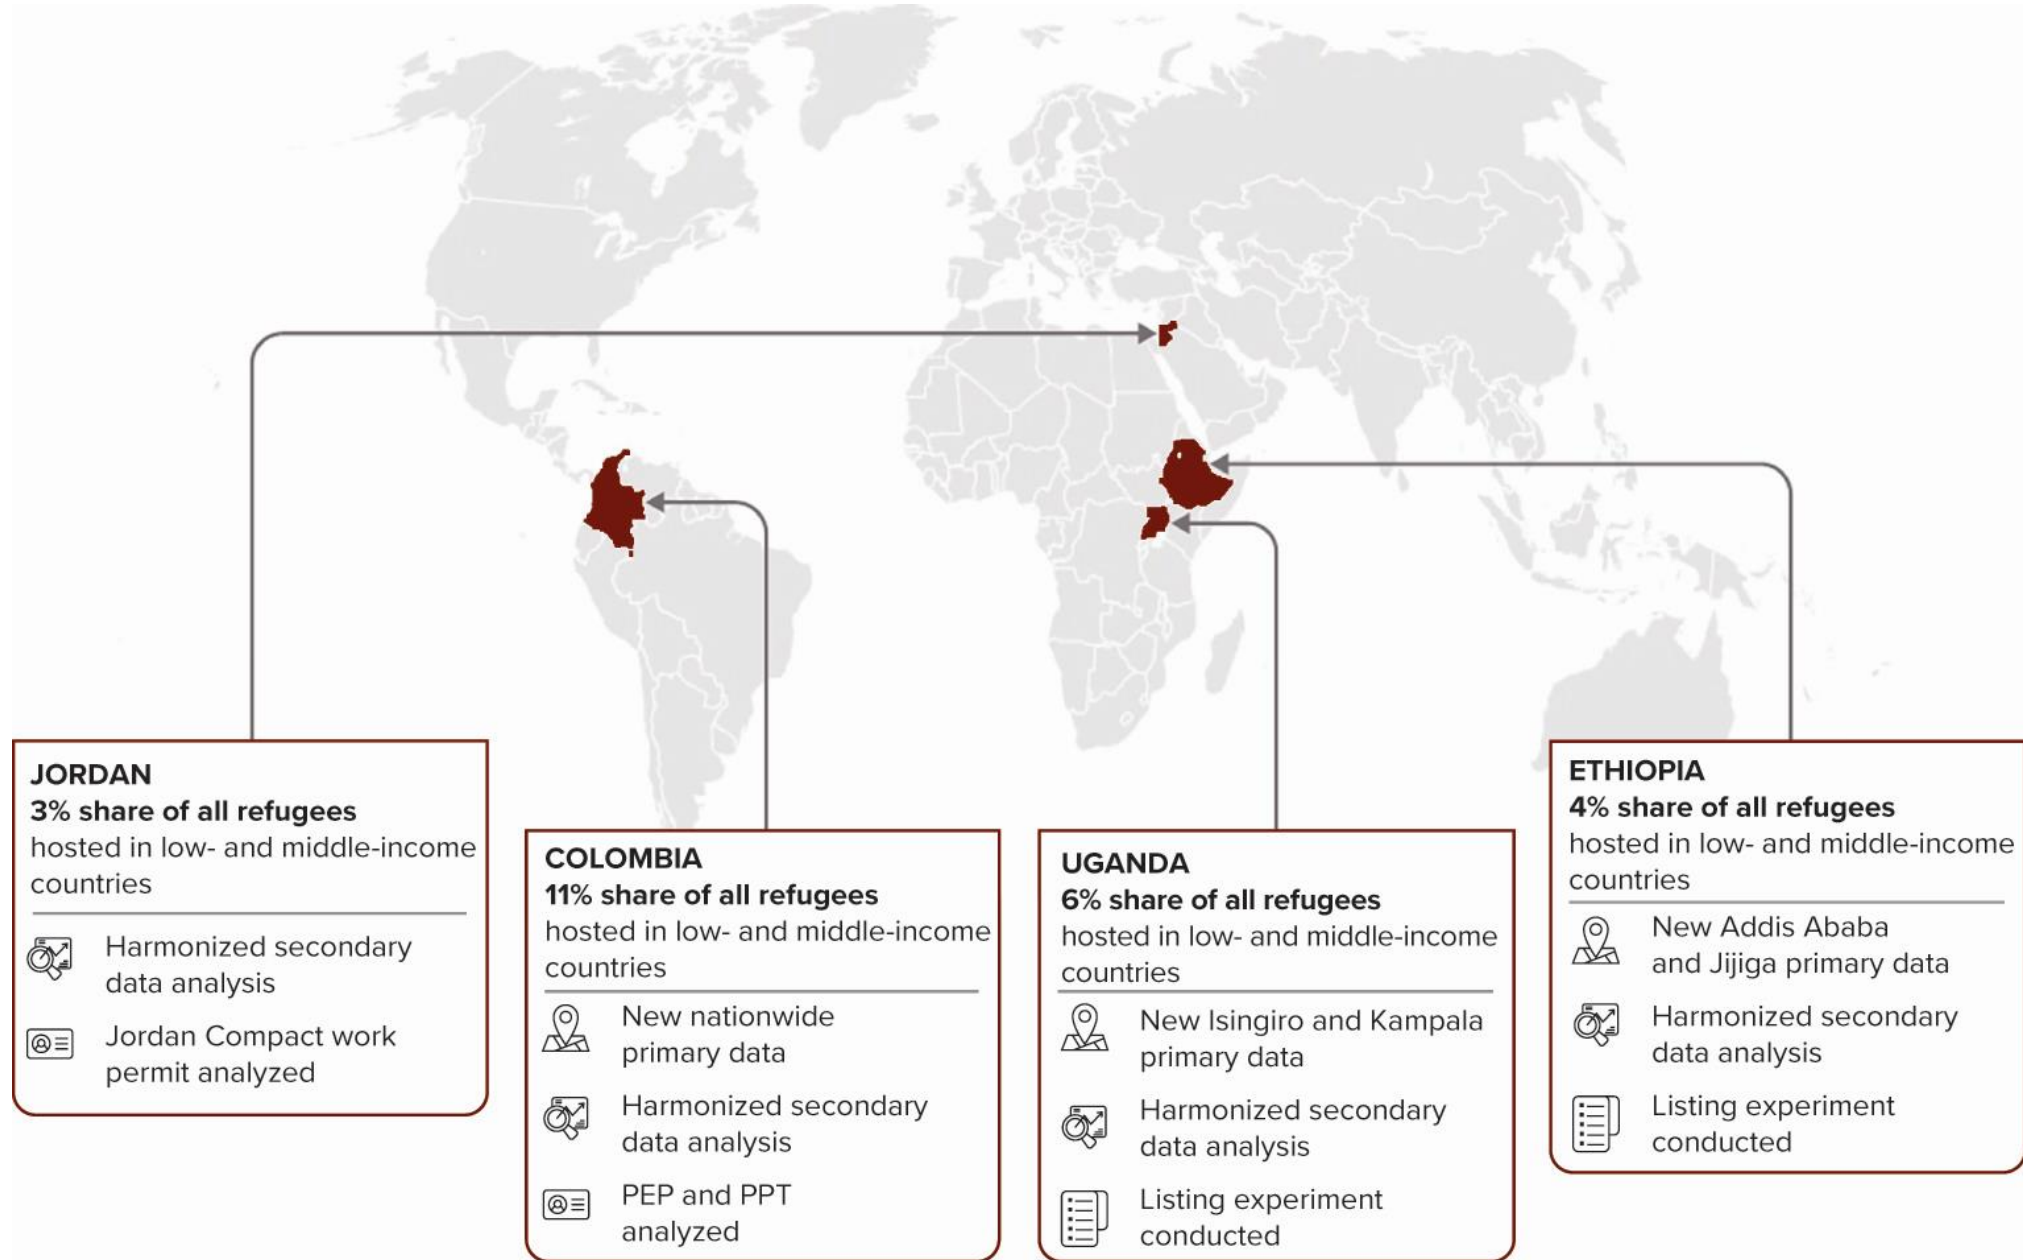 JORDAN
3% share of all refugees
hosted in low- and middle-income
countries
Harmonized secondary
data analysis
Jordan Compact work
permit analyzed
COLOMBIA
11% share of all refugees
hosted in low- and middle-income
countries
New nationwide
primary data
Harmonized secondary
data analysis
PEP and PPT
analyzed
UGANDA
6% share of all refugees
hosted in low- and middle-income
countries
New Isingiro and Kampala
primary data
Harmonized secondary
data analysis
Listing experiment
conducted
ETHIOPIA
4% share of all refugees
hosted in low- and middle-income
countries
New Addis Ababa
and Jijiga primary data
Harmonized secondary
data analysis
Listing experiment
conducted